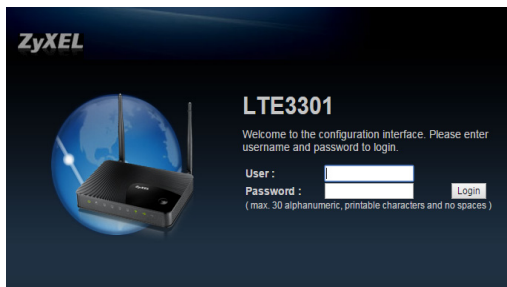 ZyXEL
LTE3301
Welcome to the configuration interface. Please enter
username and password to login.
User :
Password :
Login
( max. 30 alphanumeric, printable characters and no spaces )
ZyXEL